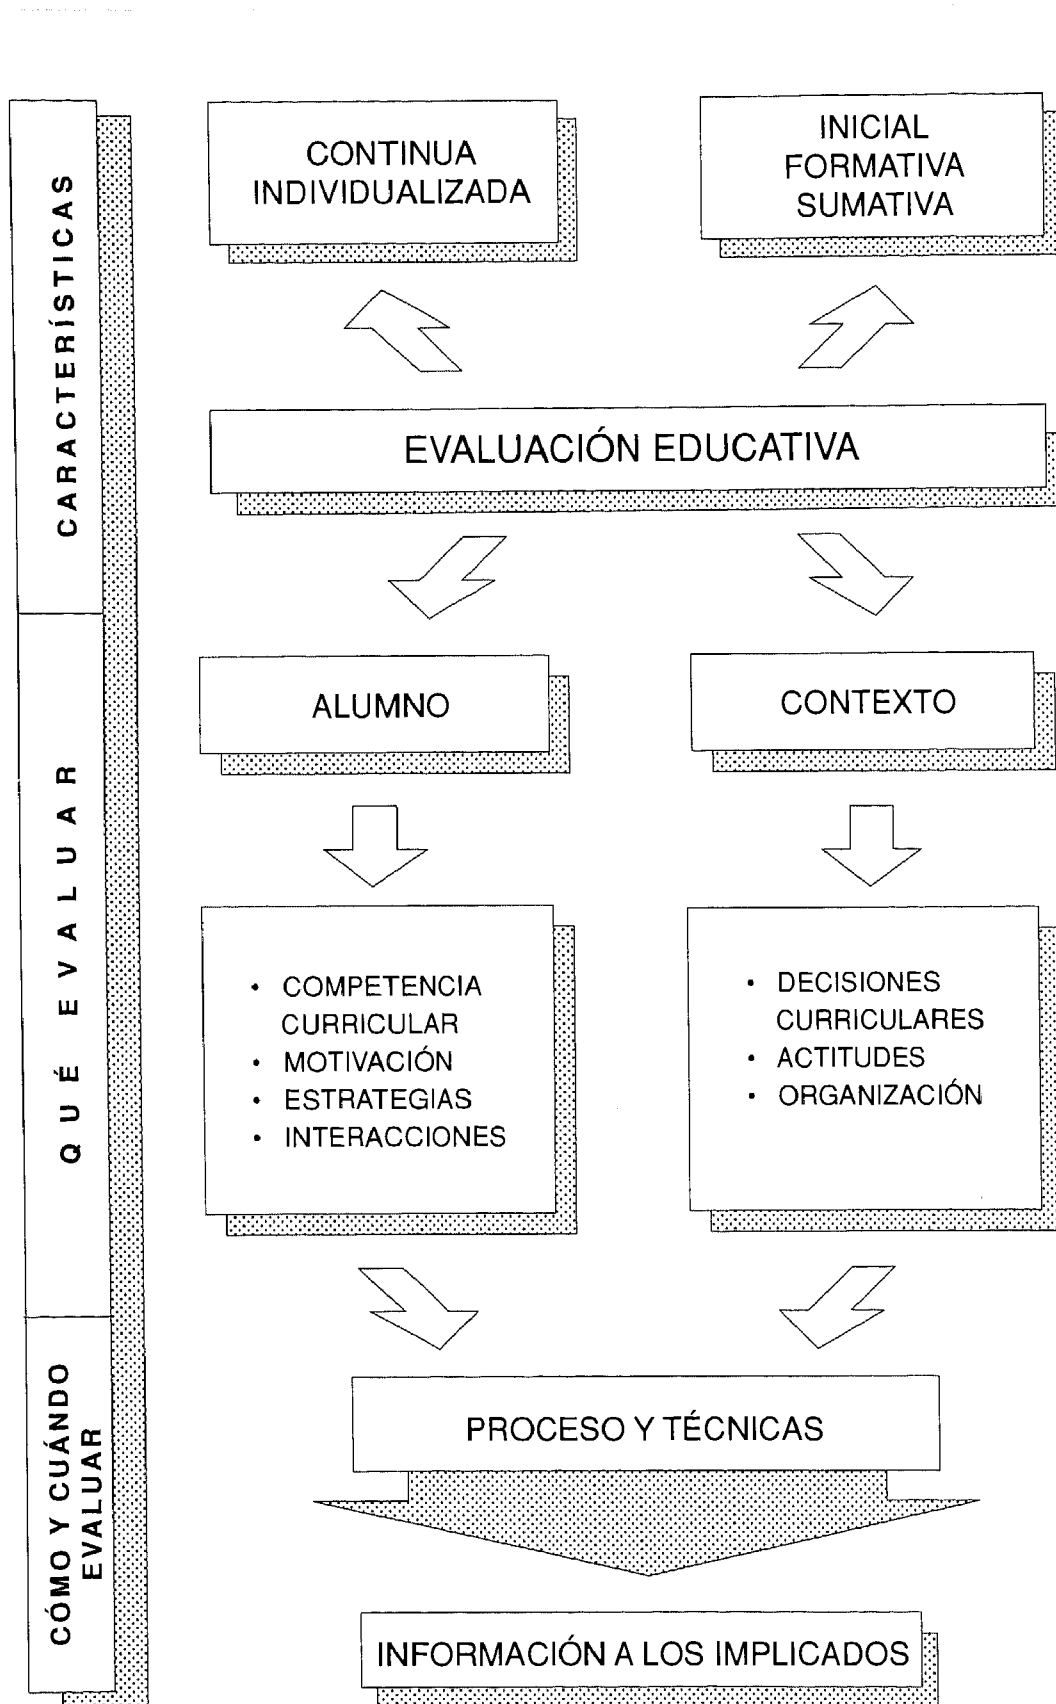 CARACTERÍSTICAS
CONTINUA
INDIVIDUALIZADA
INICIAL
FORMATIVA
SUMATIVA
EVALUACIÓN EDUCATIVA
QUÉ EVALUAR
ALUMNO
CONTEXTO
• COMPETENCIA
CURRICULAR
• MOTIVACIÓN
• ESTRATEGIAS
• INTERACCIONES
• DECISIONES
CURRICULARES
• ACTITUDES
• ORGANIZACIÓN
CÓMO Y CUÁNDO
EVALUAR
PROCESO Y TÉCNICAS
INFORMACIÓN A LOS IMPLICADOS